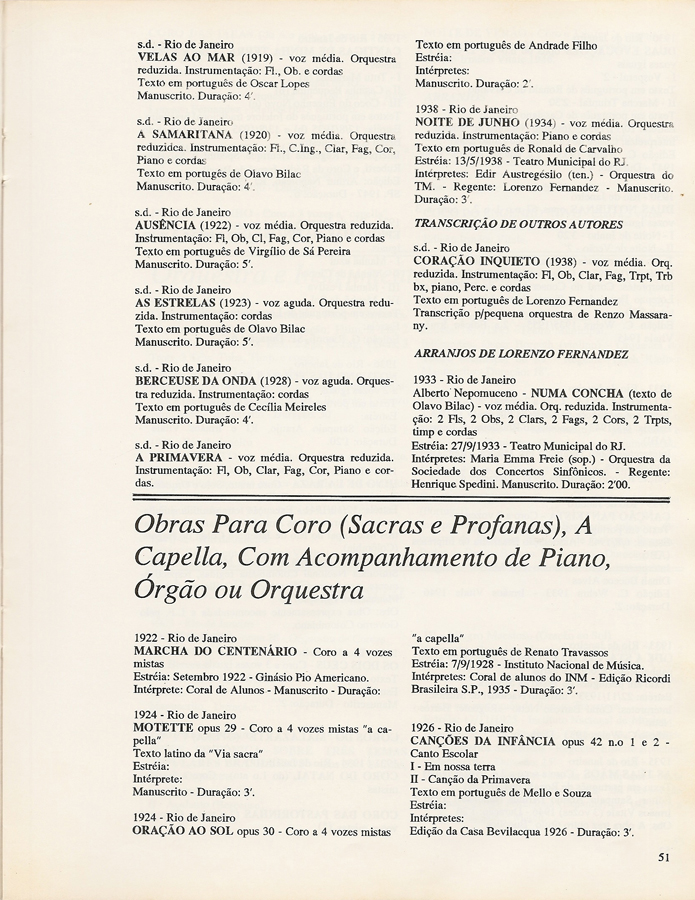 s.d. - Rio de Janeiro
VELAS AO MAR (1919) - voz média. Orquestra
reduzida. Instrumentação: Fl., Ob. e cordas
Texto em português de Oscar Lopes
Manuscrito. Duração: 4'.
s.d. - Rio de Janeiro
A SAMARITANA (1920) - voz média. Orquestra
reduzidca. Instrumentação: Fl., C.Ing., Clar, Fag, Cor,
Piano e cordas
Texto em portugês de Olavo Bilac
Manuscrito. Duração: 4'.
s.d. - Rio de Janeiro
AUSÊNCIA (1922) - voz média. Orquestra reduzida.
Instrumentação: Fl, Ob, Cl, Fag, Cor, Piano e cordas
Texto em português de Virgílio de Sá Pereira
Manuscrito. Duração: 5'.
s.d. - Rio de Janeiro
AS ESTRELAS (1923) - voz aguda. Orquestra redu-
zida. Instrumentação: cordas
Texto em português de Olavo Bilac
Manuscrito. Duração: 5'.
s.d. - Rio de Janeiro
BERCEUSE DA ONDA (1928) - voz aguda. Orques-
tra reduzida. Instrumentação: cordas
Texto em português de Cecília Meireles
Manuscrito. Duração: 4'.
s.d. - Rio de Janeiro
A PRIMAVERA - voz média. Orquestra reduzida.
Instrumentação: Fl, Ob, Clar, Fag, Cor, Piano e cor-
das.
Texto em português de Andrade Filho
Estréia:
Intérpretes:
Manuscrito. Duração: 2'.
1938 - Rio de Janeiro
NOITE DE JUNHO (1934) - voz média. Orquestra
reduzida. Instrumentação: Piano e cordas
Texto em português de Ronald de Carvalho
Estréia: 13/5/1938 - Teatro Municipal do RJ.
Intérpretes: Edir Austregésilo (ten.) - Orquestra do
TM. - Regente: Lorenzo Fernandez - Manuscrito.
Duração: 3'.
TRANSCRIÇÃO DE OUTROS AUTORES
s.d. - Rio de Janeiro
CORAÇÃO INQUIETO (1938) - voz média. Orq.
reduzida. Instrumentação: Fl, Ob, Clar, Fag, Trpt, Trb
bx, piano, Perc. e cordas
Texto em português de Lorenzo Fernandez
Transcrição p/pequena orquestra de Renzo Massara-
ny.
ARRANJOS DE LORENZO FERNANDEZ
1933 - Rio de Janeiro
Alberto Nepomuceno - NUMA CONCHA (texto de
Olavo Bilac) - voz média. Orq. reduzida. Instrumenta-
ção: 2 Fls, 2 Obs, 2 Clars, 2 Fags, 2 Cors, 2 Trpts,
timp e cordas
Estréia: 27/9/1933 - Teatro Municipal do RJ.
Intérpretes: Maria Emma Freie (sop.) - Orquestra da
Sociedade dos Concertos Sinfônicos. - Regente:
Henrique Spedini. Manuscrito. Duração: 2'00.
Obras Para Coro (Sacras e Profanas), A
Capella, Com Acompanhamento de Piano,
Órgão ou Orquestra
1922 - Rio de Janeiro
MARCHA DO CENTENÁRIO - Coro a 4 vozes
mistas
Estréia: Setembro 1922 - Ginásio Pio Americano.
Intérprete: Coral de Alunos - Manuscrito - Duração:
1924 - Rio de Janeiro
MOTETTE opus 29 - Coro a 4 vozes mistas "a ca-
pella"
Texto latino da "Via sacra"
Estréia:
Intérprete:
Manuscrito - Duração: 3'.
1924 - Rio de Janeiro
ORAÇÃO AO SOL opus 30 - Coro a 4 vozes mistas
"a capella"
Texto em português de Renato Travassos
Estréia: 7/9/1928 - Instituto Nacional de Música.
Intérpretes: Coral de alunos do INM - Edição Ricordi
Brasileira S.P., 1935 - Duração: 3'.
1926 - Rio de Janeiro
CANÇÕES DA INFÂNCIA opus 42 n.o 1 e 2 -
Canto Escolar
I - Em nossa terra
II - Canção da Primavera
Texto em português de Mello e Souza
Estréia:
Intérpretes:
Edição da Casa Bevilacqua 1926 - Duração: 3'.
51